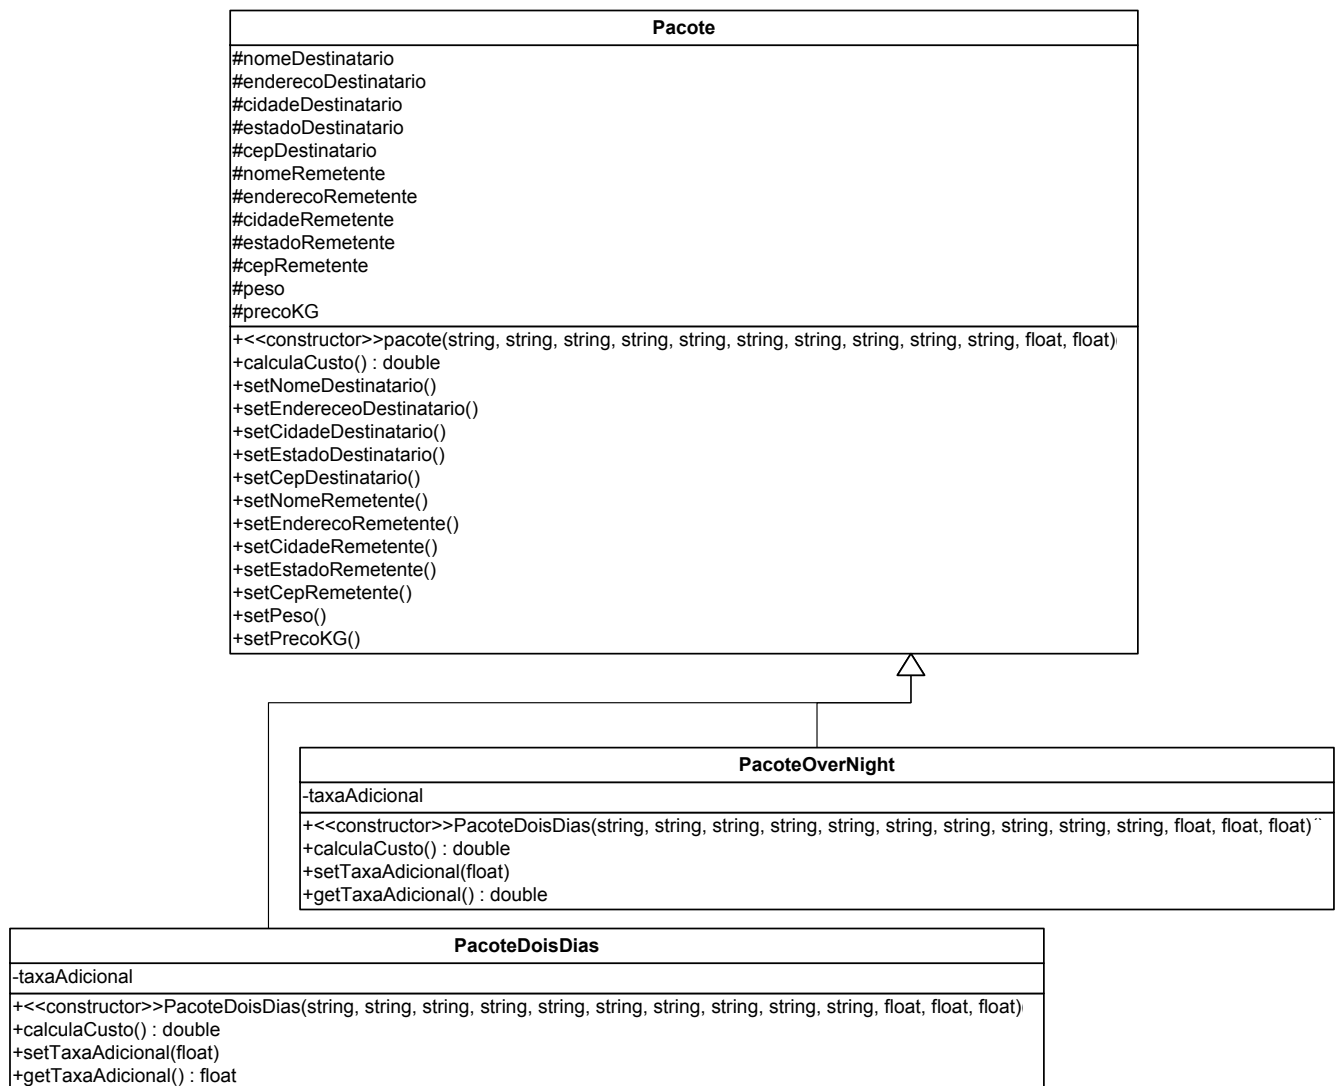 Pacote
#nomeDestinatario
#enderecoDestinatario
#cidadeDestinatario
#estadoDestinatario
#cepDestinatario
#nomeRemetente
#enderecoRemetente
#cidadeRemetente
#estadoRemetente
#cepRemetente
#peso
#precoKG
+<<constructor>>pacote(string, string, string, string, string, string, string, string, string, string, float, float)
+calculaCusto() : double
+setNomeDestinatario()
+setEndereceoDestinatario()
+setCidadeDestinatario()
+setEstadoDestinatario()
+setCepDestinatario()
+setNomeRemetente()
+setEnderecoRemetente()
+setCidadeRemetente()
+setEstadoRemetente()
+setCepRemetente()
+setPeso()
+setPrecoKG()
PacoteOverNight
-taxaAdicional
+<<constructor>>PacoteDoisDias(string, string, string, string, string, string, string, string, string, string, float, float, float)
+calculaCusto() : double
+setTaxaAdicional(float)
+getTaxaAdicional() : double
PacoteDoisDias
-taxaAdicional
+<<constructor>>PacoteDoisDias(string, string, string, string, string, string, string, string, string, string, float, float, float)
+calculaCusto() : double
+setTaxaAdicional(float)
+getTaxaAdicional() : float